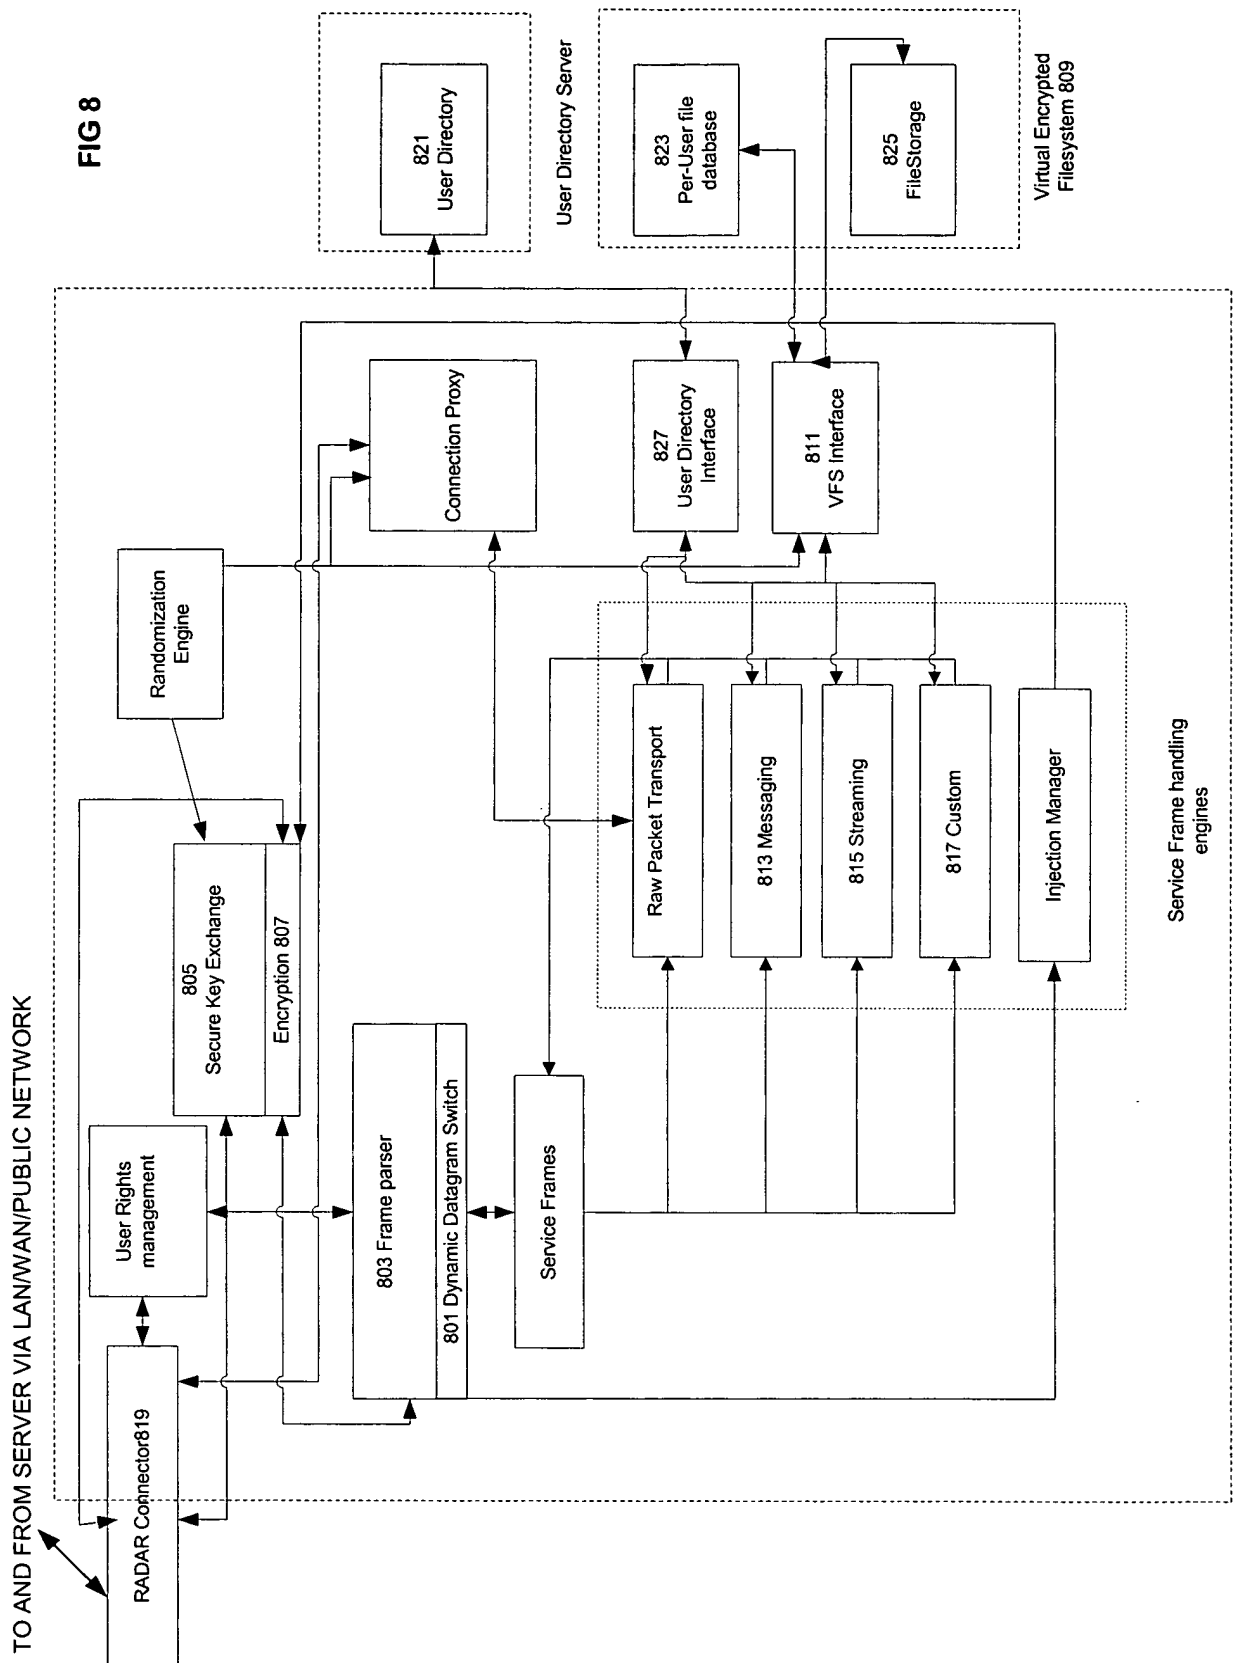 TO AND FROM SERVER VIA LAN/WAN/PUBLIC NETWORK
FIG 8
RADAR Connector819
User Rights
management
805
Secure Key Exchange
Encryption 807
Randomization
Engine
803 Frame parser
801 Dynamic Datagram Switch
Service Frames
Connection Proxy
821
User Directory
User Directory Server
827
User Directory
Interface
811
VFS Interface
823
Per-User file
database
825
FileStorage
Virtual Encrypted
Filesystem 809
Raw Packet Transport
813 Messaging
815 Streaming
817 Custom
Injection Manager
Service Frame handling
engines